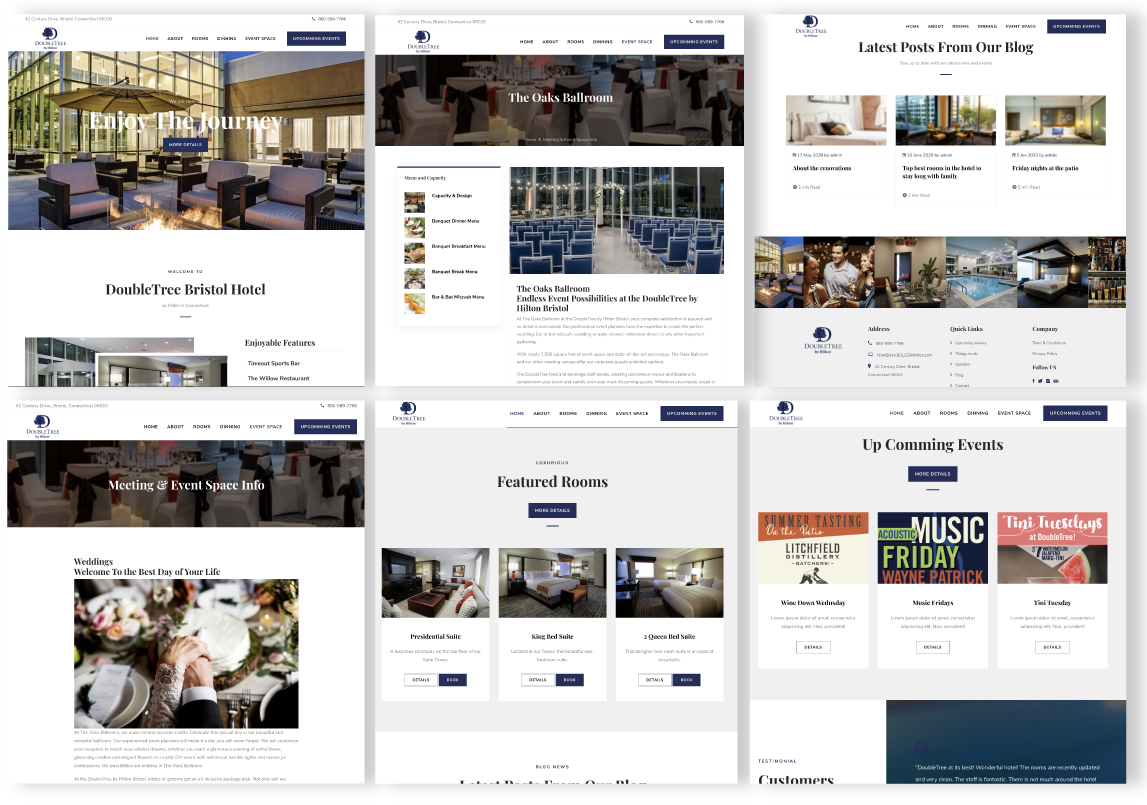 42 Century Drive, Bristol, Connecticut 06010
860-589-7766
DOUBLETREE
by Hilton
HOME ABOUT ROOMS DINNING EVENT SPACE UPCOMMING EVENTS
We are here
Enjoy The Journey
MORE DETAILS
WELCOME TO
DoubleTree Bristol Hotel
by Hilton in Connecticut
Enjoyable Features
Timeout Sports Bar
The Willow Restaurant
42 Century Drive, Bristol, Connecticut 06010
860-589-7766
DOUBLETREE
by Hilton
HOME ABOUT ROOMS DINNING EVENT SPACE UPCOMMING EVENTS
The Oaks Ballroom
Home Meeting & Event Space Info
Menu and Capacity
Capacity & Design
Banquet Dinner Menu
Banquet Breakfast Menu
Banquet Break Menu
Bar & Bat Mitzvah Menu
The Oaks Ballroom
Endless Event Possibilities at the DoubleTree by
Hilton Bristol
At The Oaks Ballroom at the DoubleTree by Hilton Bristol, your complete satisfaction is assured and
no detail is overlooked. Our professional event planners have the expertise to create the perfect
wedding, bar or bat mitzvah, wedding or baby shower, retirement dinner or any other important
gathering.
With nearly 7,500 square feet of event space and state-of-the-art technology, The Oaks Ballroom
and our other meeting venues offer our corporate guests unlimited options.
The DoubleTree food and beverage staff excels, creating uncommon menus and libations to
complement your event and satisfy even your most discerning guests. Whatever your needs, social or
DOUBLETREE
by Hilton
HOME ABOUT ROOMS DINNING EVENT SPACE UPCOMMING EVENTS
Latest Posts From Our Blog
Stay up to date with our latest news and events
17 May 2020 by admin
About the renovations
2 min Read
10 June 2020 by admin
Top best rooms in the hotel to
stay long with family
3 min Read
5 Jan 2020 by admin
Friday nights at the patio
5 min Read
DOUBLETREE
by Hilton
Address
860-589-7766
42 Century Drive, Bristol,
Connecticut 06010
Quick Links
Upcoming events
Things to do
Specials
Blog
Contact
Company
Term & Conditions
Privacy Policy
Follow US
42 Century Drive, Bristol, Connecticut 06010
860-589-7766
DOUBLETREE
by Hilton
HOME ABOUT ROOMS DINNING EVENT SPACE UPCOMMING EVENTS
Meeting & Event Space Info
Weddings
Welcome To the Best Day of Your Life
At The Oaks Ballroom, we make dreams become reality. Celebrate this special day in our beautiful and
romantic ballroom. Our experienced event planners will make it a day you will never forget. We will customize
your reception to match your wildest dreams, whether you want a glamorous evening of white linens,
glimmering candles and elegant flowers or a rustic DIY event with whimsical twinkle lights and mason jar
centerpieces, the possibilities are endless in The Oaks Ballroom.
At the DoubleTree by Hilton Bristol, brides or grooms get an all inclusive package deal. Not only will we
DOUBLETREE
by Hilton
HOME ABOUT ROOMS DINNING EVENT SPACE UPCOMMING EVENTS
LUXURIOUS
Featured Rooms
MORE DETAILS
Presidential Suite
A luxurious sanctuary on the top floor of our
Suite Tower.
DETAILS BOOK
King Bed Suite
Located in our Tower, this beautiful one-
bedroom suite.
DETAILS BOOK
2 Queen Bed Suite
This designer two-room suite is an oasis of
hospitality.
DETAILS BOOK
BLOG NEWS
Latest Posts From Our Blog
DOUBLETREE
by Hilton
HOME ABOUT ROOMS DINNING EVENT SPACE UPCOMMING EVENTS
Up Comming Events
MORE DETAILS
SUMMER TASTING
On the Patio
LITCHFIELD
DISTILLERY
BATCHERS!
Wine Down Wednsday
Lorem ipsum dolor sit amet, consectetur
adipisicing elit. Non, provident!
DETAILS
ACOUSTIC MUSIC
FRIDAY
WAYNE PATRICK
Music Fridays
Lorem ipsum dolor sit amet, consectetur
adipisicing elit. Non, provident!
DETAILS
Tini Tuesdays
at DoubleTree!
$7 WATERMELON
JALAPENO
MARG-TINI
Tini Tuesday
Lorem ipsum dolor sit amet, consectetur
adipisicing elit. Non, provident!
DETAILS
TESTIMONIAL
Customers
"DoubleTree at its best! Wonderful hotel! The rooms are recently updated
and very clean. The staff is fantastic. There is not much around the hotel